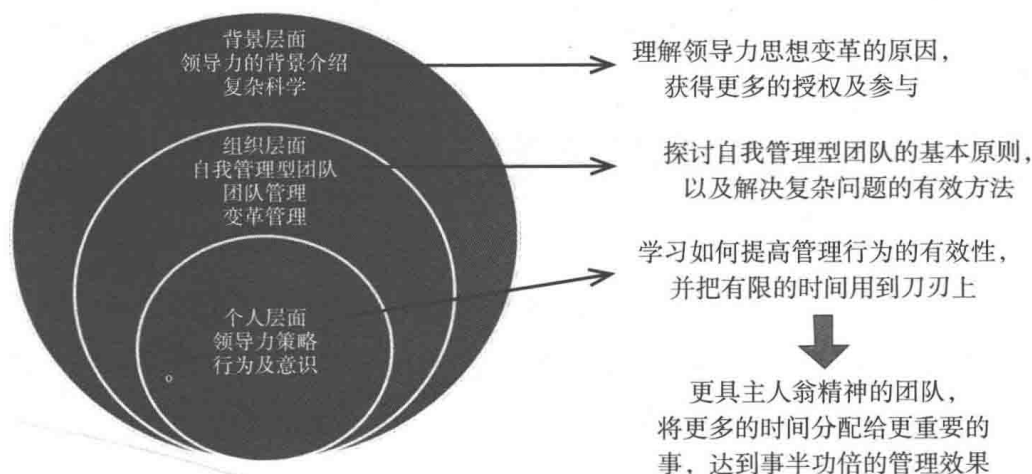 背景层面
领导力的背景介绍
复杂科学
组织层面
自我管理型团队
团队管理
变革管理
个人层面
领导力策略
行为及意识
理解领导力思想变革的原因,
获得更多的授权及参与
探讨自我管理型团队的基本原则,
以及解决复杂问题的有效方法
学习如何提高管理行为的有效性,
并把有限的时间用到刀刃上
更具主人翁精神的团队,
将更多的时间分配给更重要的
事, 达到事半功倍的管理效果